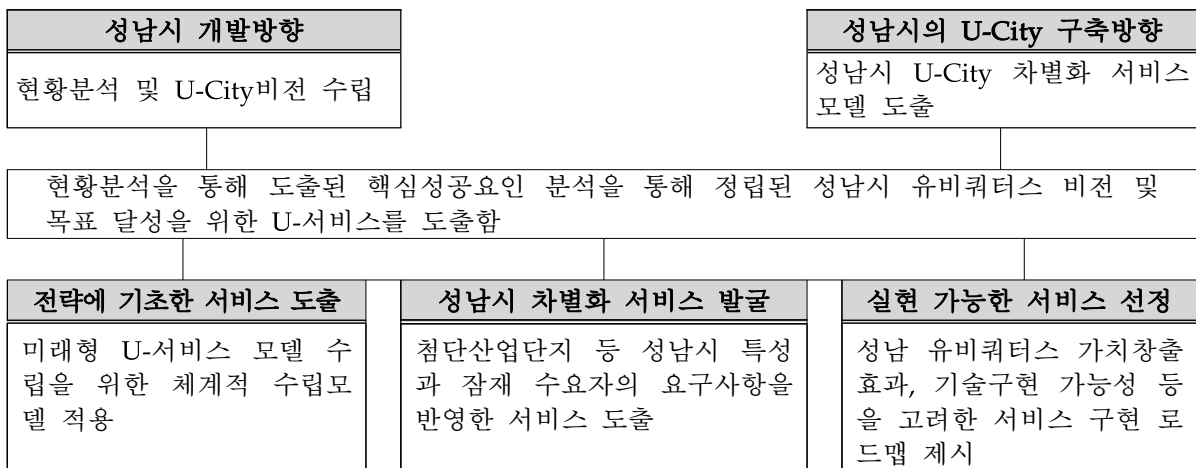 성남시 개발방향
현황분석 및 U-City비전 수립
성남시의 U-City 구축방향
성남시 U-City 차별화 서비스
모델 도출
현황분석을 통해 도출된 핵심성공요인 분석을 통해 정립된 성남시 유비쿼터스 비전 및
목표 달성을 위한 U-서비스를 도출함
전략에 기초한 서비스 도출
미래형 U-서비스 모델 수
립을 위한 체계적 수립모
델 적용
성남시 차별화 서비스 발굴
첨단산업단지 등 성남시 특성
과 잠재 수요자의 요구사항을
반영한 서비스 도출
실현 가능한 서비스 선정
성남 유비쿼터스 가치창출
효과, 기술구현 가능성 등
을 고려한 서비스 구현 로
드맵 제시